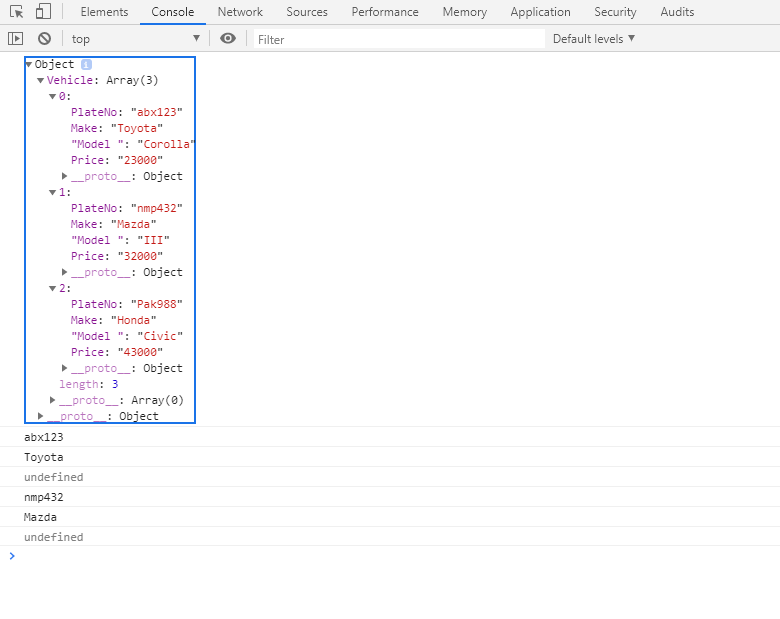 Elements Console Network Sources Performance Memory Application Security Audits
top Filter Default levels
Object i
Vehicle: Array(3)
0:
PlateNo: "abx123"
Make: "Toyota"
"Model ": "Corolla"
Price: "23000"
__proto__: Object
1:
PlateNo: "nmp432"
Make: "Mazda"
"Model ": "III"
Price: "32000"
__proto__: Object
2:
PlateNo: "Pak988"
Make: "Honda"
"Model ": "Civic"
Price: "43000"
__proto__: Object
length: 3
__proto__: Array(0)
__proto__: Object
abx123
Toyota
undefined
nmp432
Mazda
undefined